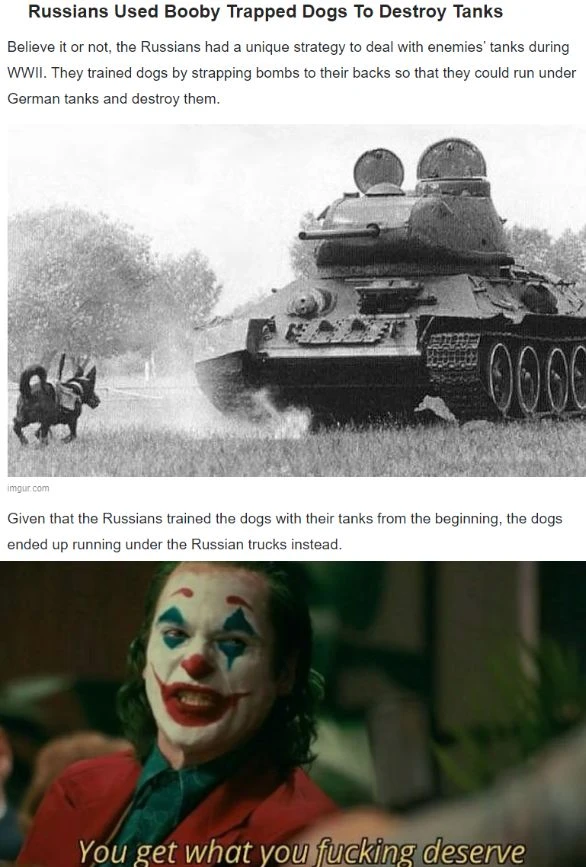 Russians Used Booby Trapped Dogs To Destroy Tanks
Believe it or not, the Russians had a unique strategy to deal with enemies' tanks during
WWII. They trained dogs by strapping bombs to their backs so that they could run under
German tanks and destroy them.
imgur.com
Given that the Russians trained the dogs with their tanks from the beginning, the dogs
ended up running under the Russian trucks instead.
You get what you fucking deserve